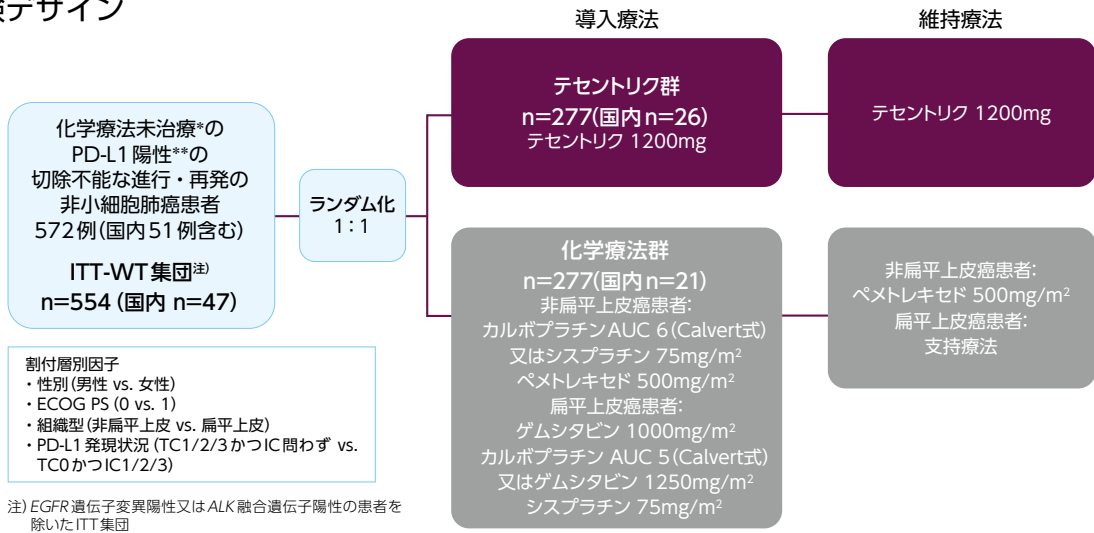 験デザイン
導入療法
維持療法
化学療法未治療*の
PD-L1陽性**の
切除不能な進行・再発の
非小細胞肺癌患者
572例(国内51例含む)
ITT-WT集団注)
n=554 (国内 n=47)
ランダム化
1:1
テセントリク群
n=277(国内n=26)
テセントリク 1200mg
テセントリク 1200mg
化学療法群
n=277(国内n=21)
非扁平上皮癌患者:
カルボプラチンAUC 6(Calvert式)
又はシスプラチン 75mg/m²
ペメトレキセド 500mg/m²
扁平上皮癌患者:
ゲムシタビン 1000mg/m²
カルボプラチン AUC 5(Calvert式)
又はゲムシタビン 1250mg/m²
シスプラチン 75mg/m²
非扁平上皮癌患者:
ペメトレキセド 500mg/m²
扁平上皮癌患者:
支持療法
割付層別因子
・性別(男性 vs. 女性)
・ECOG PS (0 vs. 1)
・組織型(非扁平上皮 vs. 扁平上皮)
・PD-L1発現状況(TC1/2/3かつIC問わず vs.
TC0かつIC1/2/3)
注)EGFR遺伝子変異陽性又はALK融合遺伝子陽性の患者を
除いたITT集団